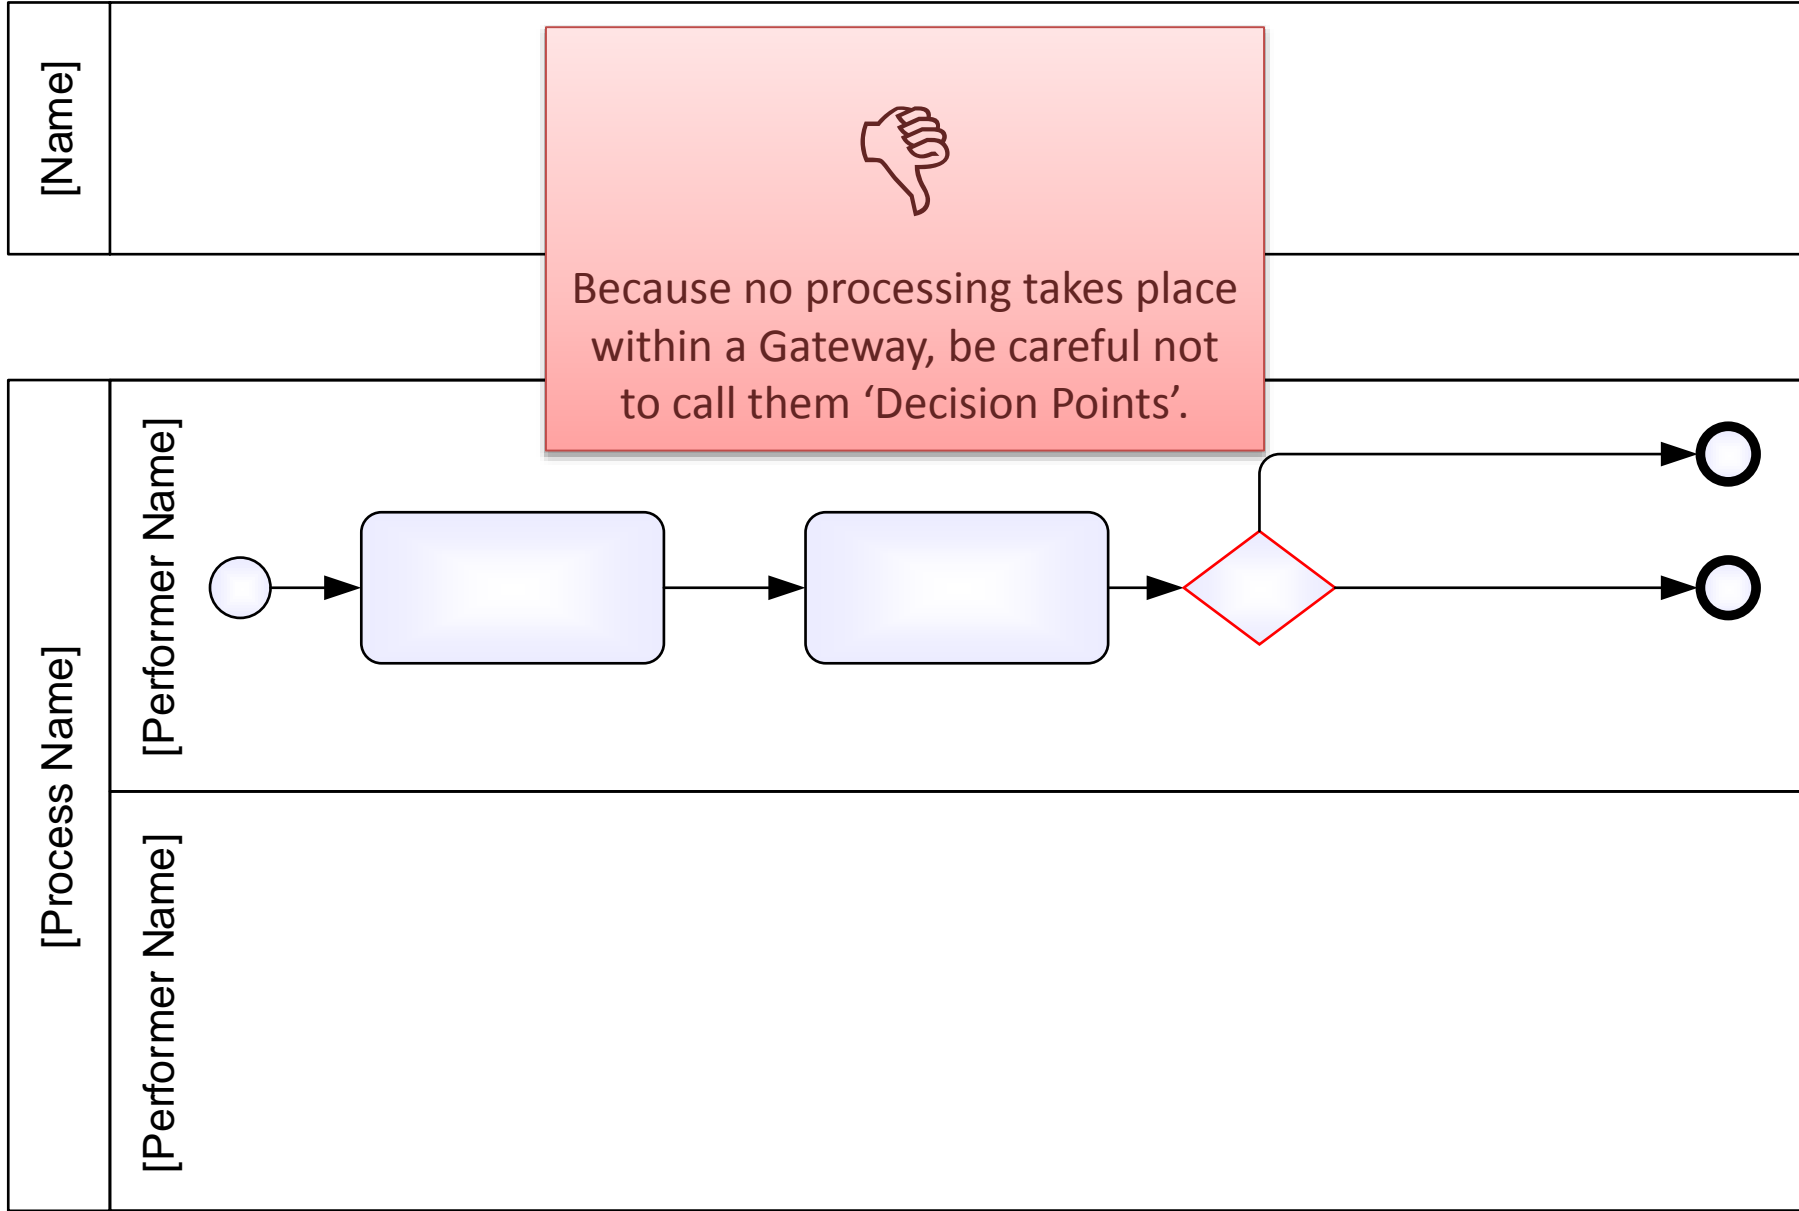 [Name]
Because no processing takes place
within a Gateway, be careful not
to call them ‘Decision Points’.
[Process Name]
[Performer Name]
[Performer Name]